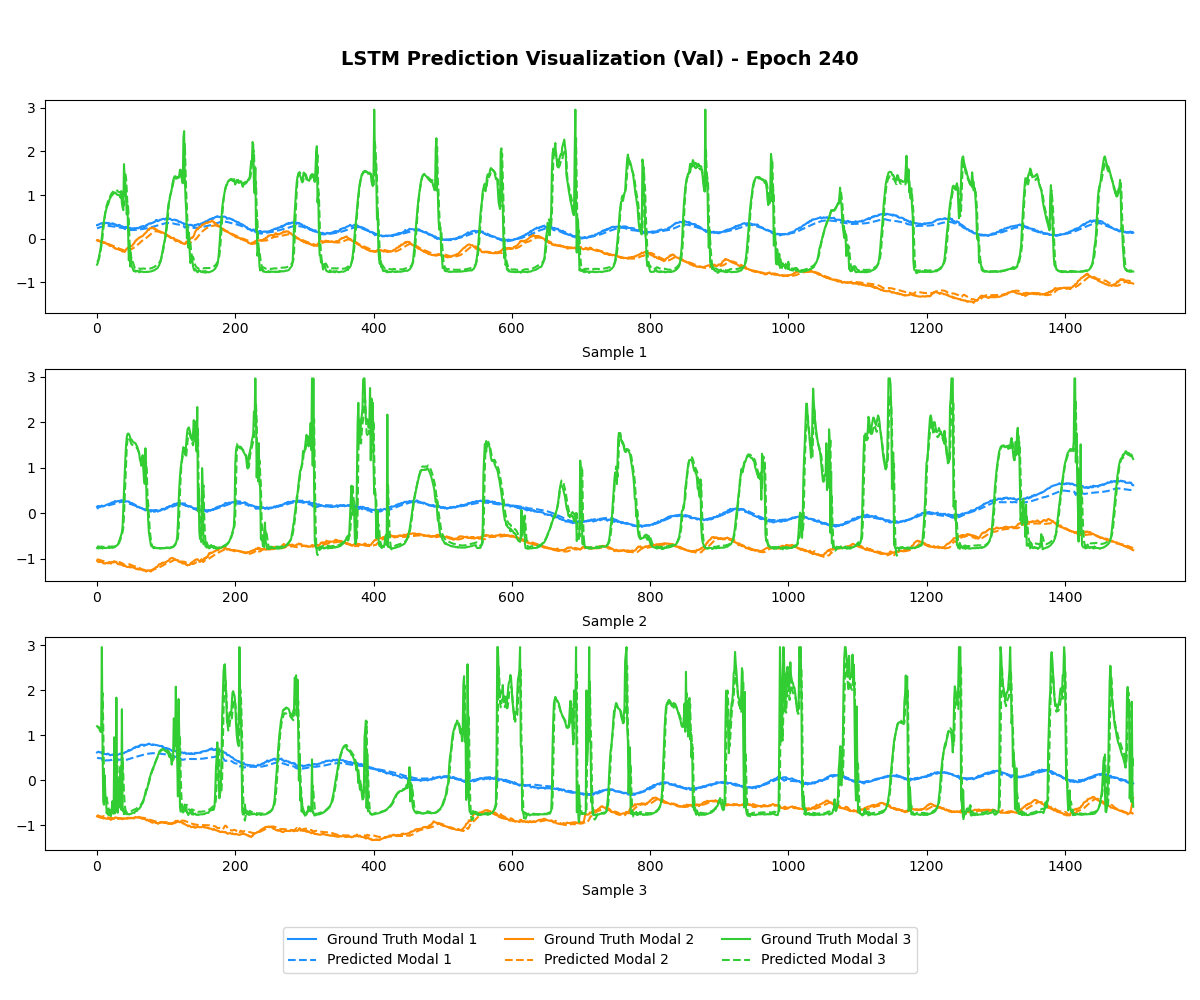 LSTM Prediction Visualization (Val) - Epoch 240
3
2
1
0
−1
0 200 400 600 800 1000 1200 1400
Sample 1
3
2
1
0
−1
0 200 400 600 800 1000 1200 1400
Sample 2
3
2
1
0
−1
0 200 400 600 800 1000 1200 1400
Sample 3
Ground Truth Modal 1 Ground Truth Modal 2 Ground Truth Modal 3
Predicted Modal 1 Predicted Modal 2 Predicted Modal 3